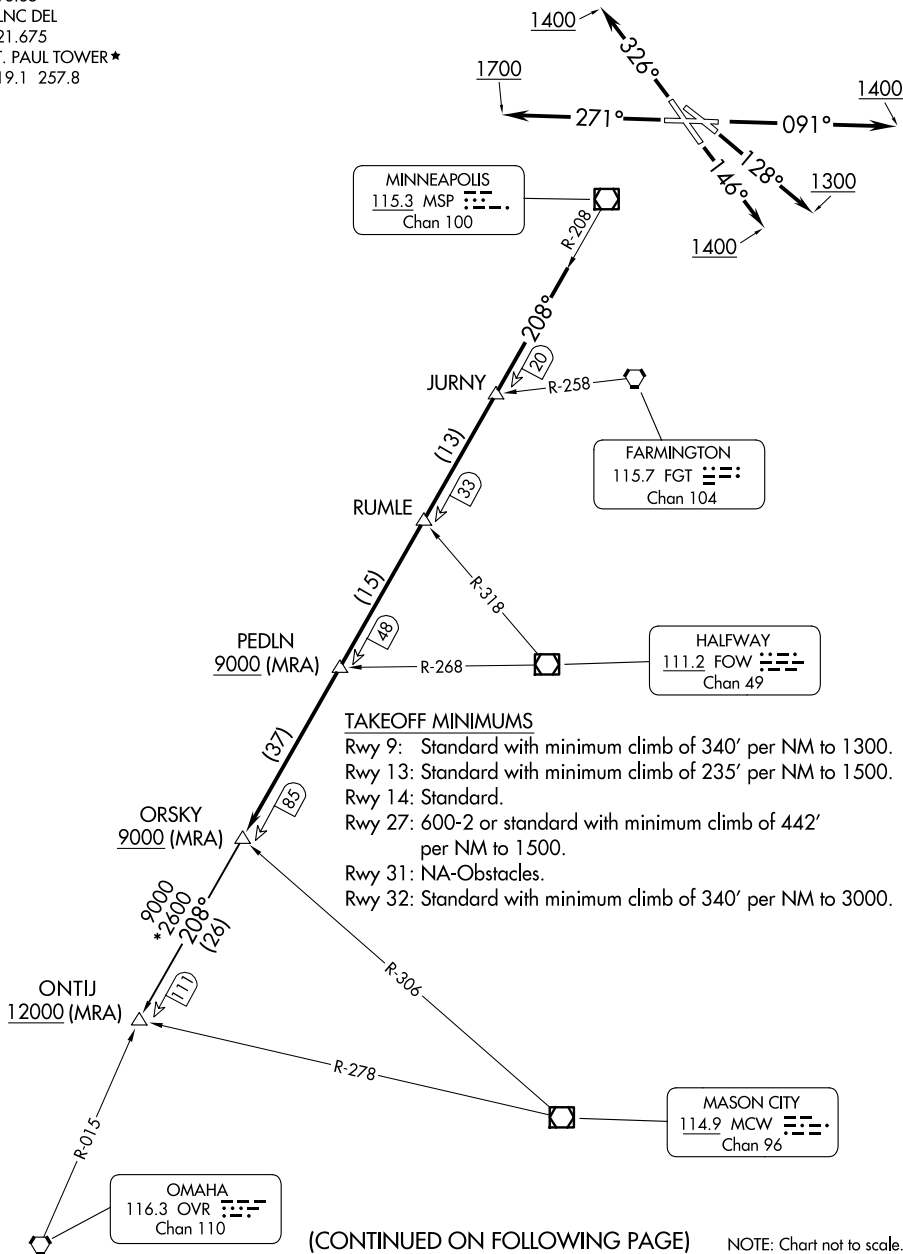 LNC DEL
21.675
T. PAUL TOWER★
19.1 257.8
1400
326°
1700
271°
091°
1400
128°
146°
1300
1400
MINNEAPOLIS
115.3 MSP
Chan 100
R-208
208°
20
JURNY
R-258
FARMINGTON
115.7 FGT
Chan 104
(13)
33
RUMLE
R-318
(15)
48
PEDLN
9000 (MRA)
R-268
HALFWAY
111.2 FOW
Chan 49
TAKEOFF MINIMUMS
Rwy 9: Standard with minimum climb of 340' per NM to 1300.
Rwy 13: Standard with minimum climb of 235' per NM to 1500.
Rwy 14: Standard.
Rwy 27: 600-2 or standard with minimum climb of 442'
per NM to 1500.
Rwy 31: NA-Obstacles.
Rwy 32: Standard with minimum climb of 340' per NM to 3000.
(37)
85
ORSKY
9000 (MRA)
9000
*2600
208°
(26)
R-306
111
ONTIJ
12000 (MRA)
R-278
R-015
MASON CITY
114.9 MCW
Chan 96
OMAHA
116.3 OVR
Chan 110
(CONTINUED ON FOLLOWING PAGE)
NOTE: Chart not to scale.